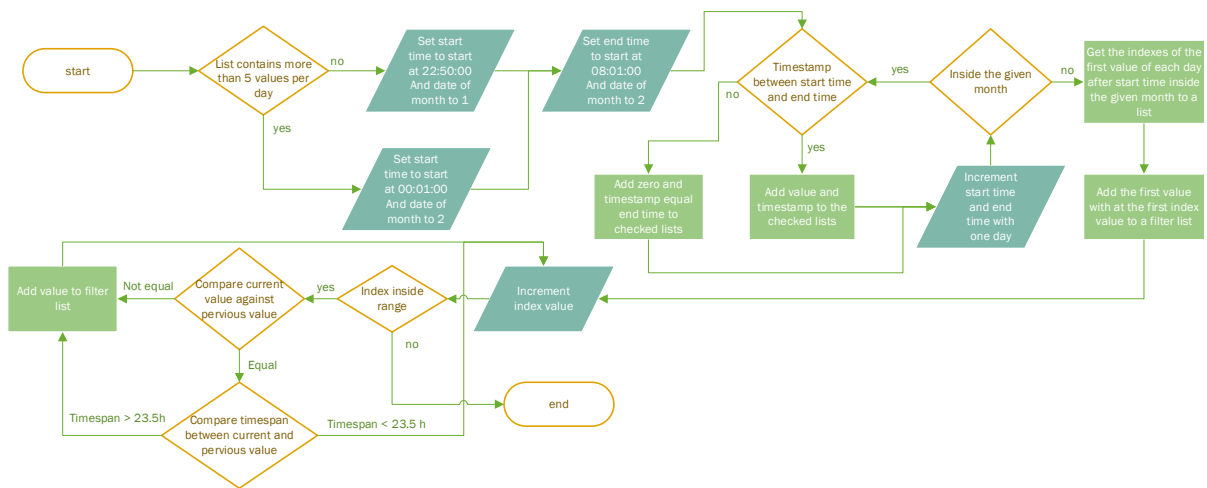 start
List contains more
than 5 values per
day
no
yes
Set start
time to start
at 22:50:00
And date of
month to 1
Set start
time to start
at 00:01:00
And date of
month to 2
Set end time
to start at
08:01:00
And date of
month to 2
Timestamp
between start time
and end time
no
yes
Add zero and
timestamp equal
end time to
checked lists
Add value and
timestamp to the
checked lists
Increment
start time
and end
time with
one day
yes
Inside the given
month
no
Get the indexes of the
first value of each day
after start time inside
the given month to a
list
Add the first value
with at the first index
value to a filter list
Increment
index value
Index inside
range
yes
no
end
Compare current
value against
pervious value
Not equal
Equal
Add value to filter
list
Compare timespan
between current and
pervious value
Timespan > 23.5h
Timespan < 23.5 h